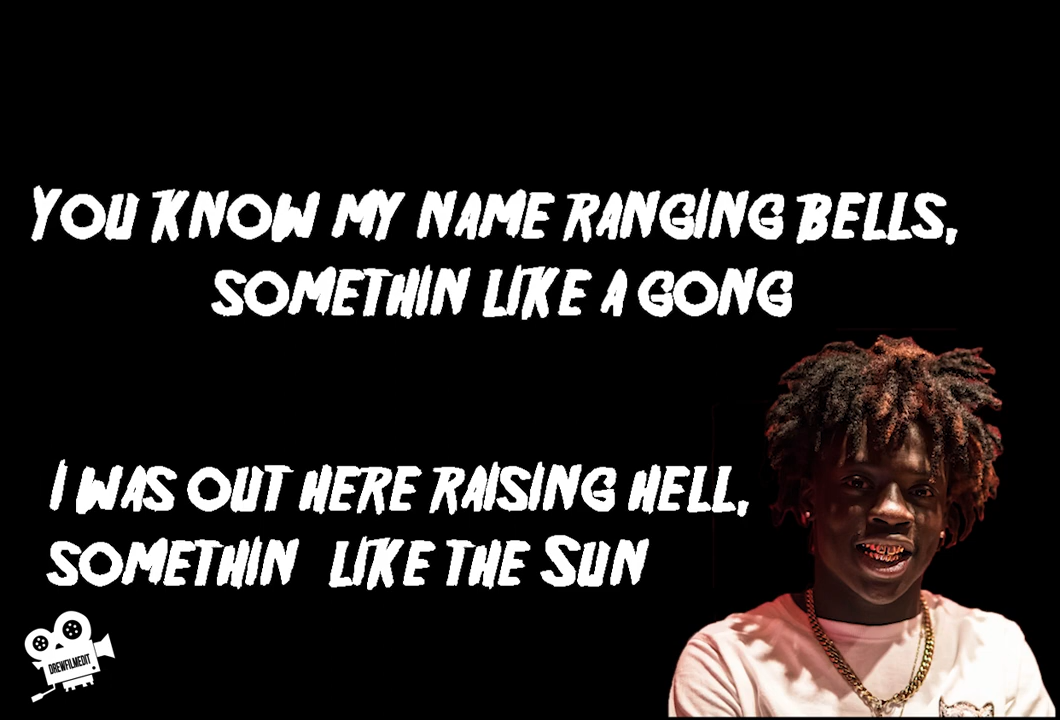 YOU KNOW MY NAME RANGING BELLS,
SOMETHIN LIKE A GONG
I WAS OUT HERE RAISING HELL,
SOMETHIN LIKE THE SUN
DREWFILMEDIT